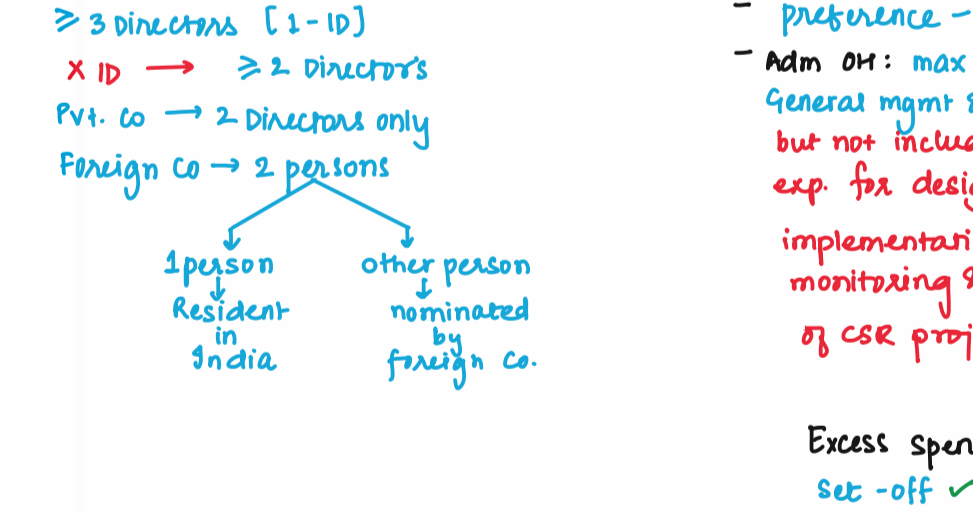 ≥ 3 Directors [1-ID]
X ID → ≥ 2 Directors
Pvt. Co → 2 Directors only
Foreign Co → 2 persons
1 person
Resident
in
India
other person
nominated
by
foreign Co.
- preference -
- Adm OH: max
General mgmt &
but not includ
exp. for desig
implementati
monitoring &
of CSR proj
Excess spen
Set-off ✓